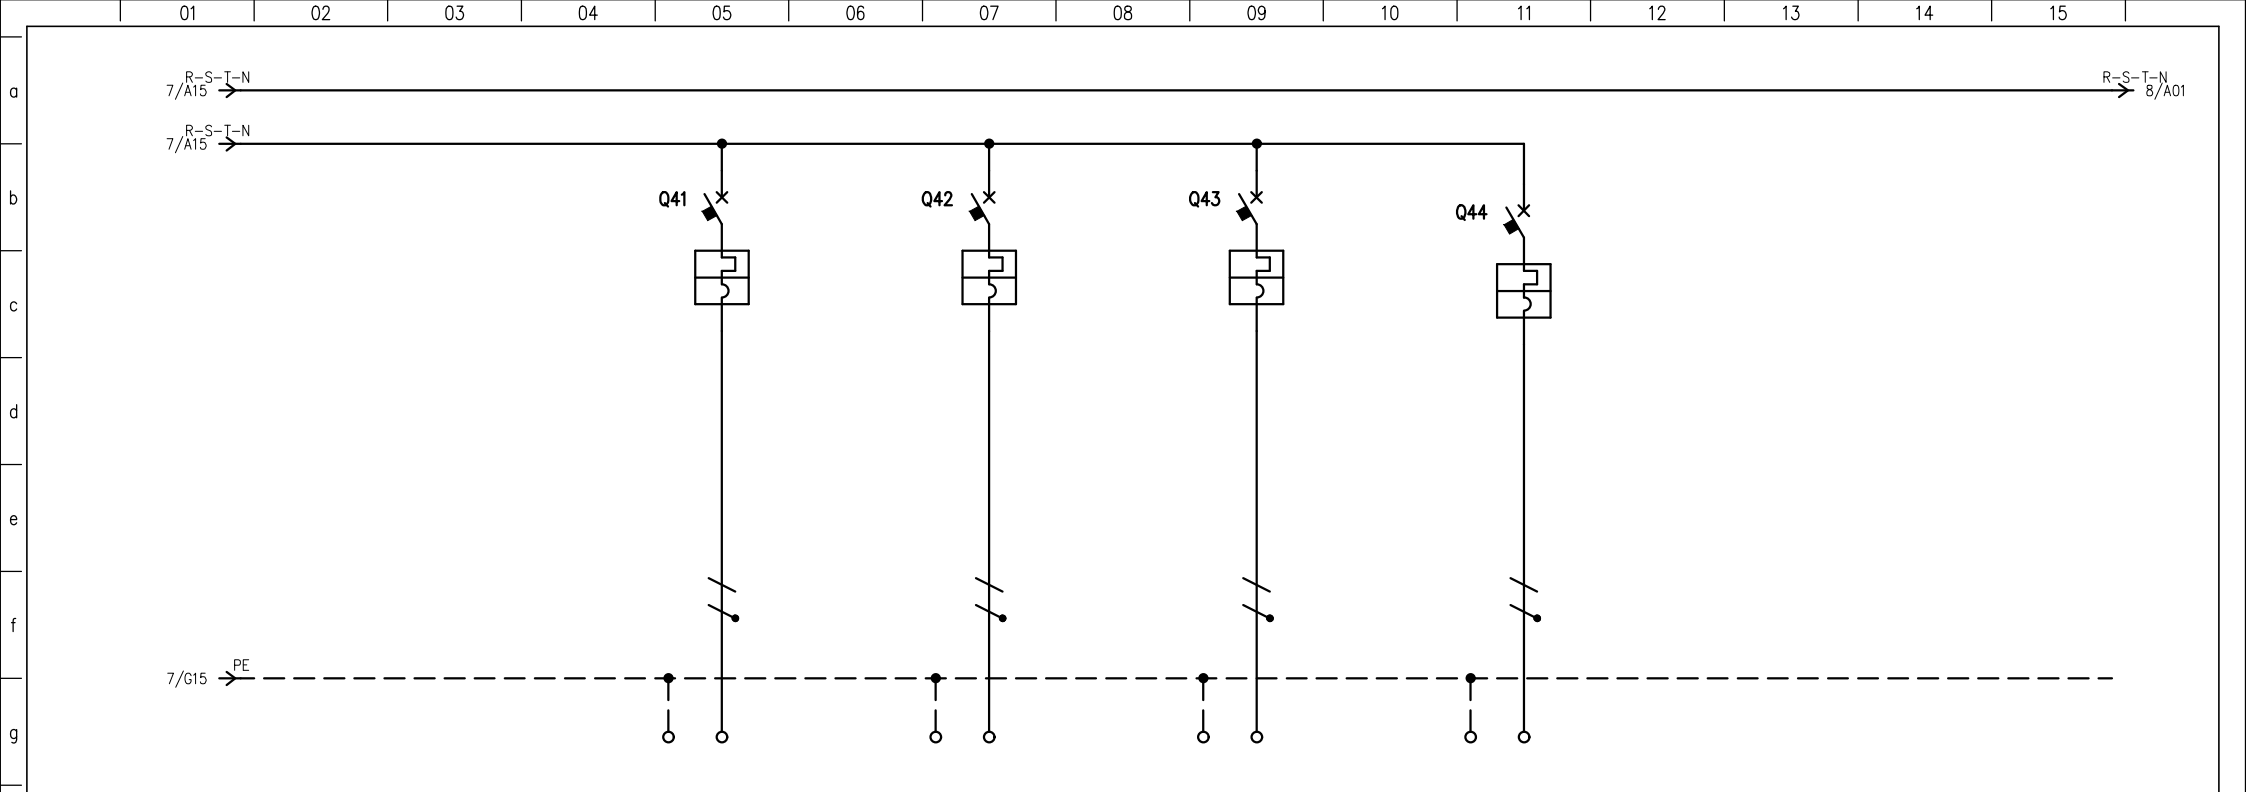 01 02 03 04 05 06 07 08 09 10 11 12 13 14 15
R-S-T-N R-S-T-N
a 7/A15 8/A01
R-S-T-N
7/A15
b Q41 Q42 Q43
Q44
c
d
e
f
PE
7/G15
g